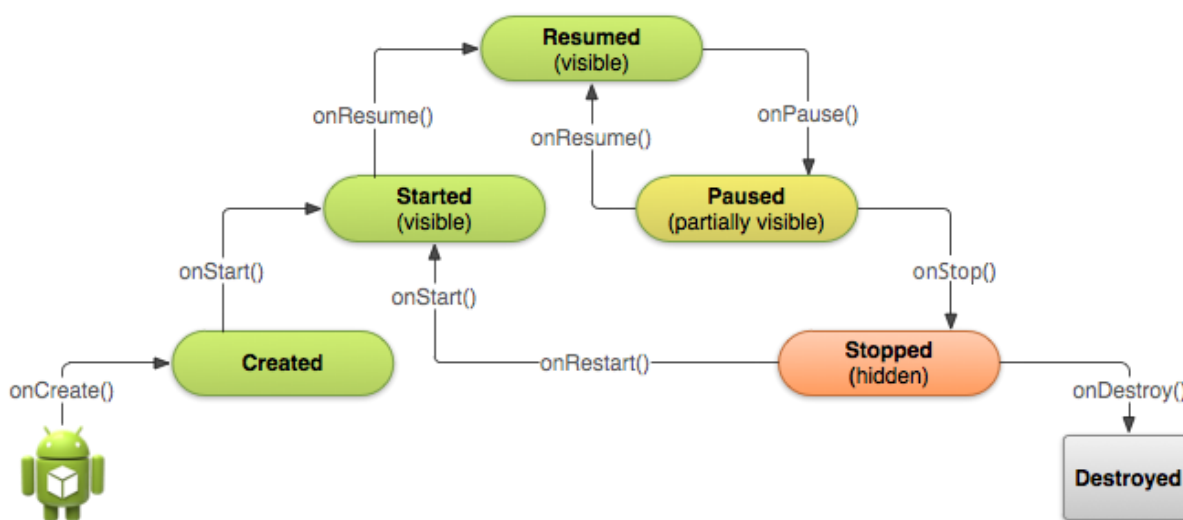 Resumed
(visible)
onResume()
onResume()
onPause()
Started
(visible)
Paused
(partially visible)
onStart()
onStart()
onStop()
Created
onRestart()
Stopped
(hidden)
onCreate()
onDestroy()
Destroyed